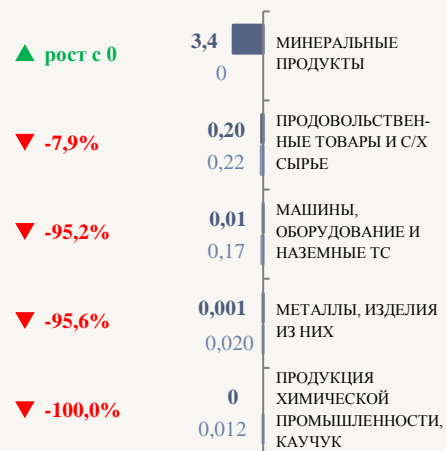 ▲ рост с 0
3,4
0
МИНЕРАЛЬНЫЕ
ПРОДУКТЫ
▼ -7,9%
0,20
0,22
ПРОДОВОЛЬСТВЕН-
НЫЕ ТОВАРЫ И С/Х
СЫРЬЕ
▼ -95,2%
0,01
0,17
МАШИНЫ,
ОБОРУДОВАНИЕ И
НАЗЕМНЫЕ ТС
▼ -95,6%
0,001
0,020
МЕТАЛЛЫ, ИЗДЕЛИЯ
ИЗ НИХ
▼ -100,0%
0
0,012
ПРОДУКЦИЯ
ХИМИЧЕСКОЙ
ПРОМЫШЛЕННОСТИ,
КАУЧУК